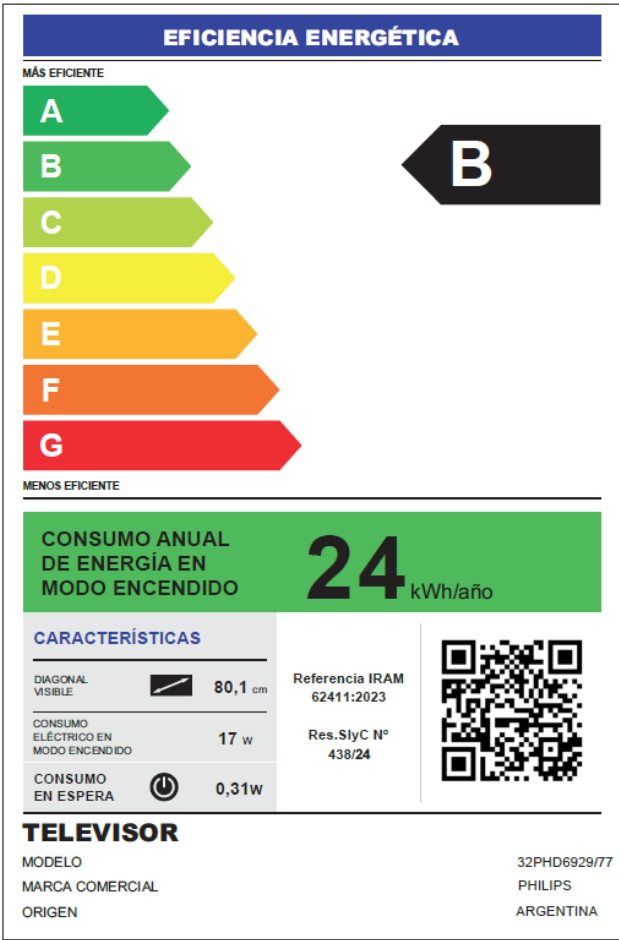 EFICIENCIA ENERGÉTICA
MÁS EFICIENTE
A
B
B
C
D
E
F
G
MENOS EFICIENTE
CONSUMO ANUAL
DE ENERGÍA EN
MODO ENCENDIDO
24 kWh/año
CARACTERÍSTICAS
DIAGONAL
VISIBLE
80,1 cm
CONSUMO
ELÉCTRICO EN
MODO ENCENDIDO
17 w
CONSUMO
EN ESPERA
0,31w
Referencia IRAM
62411:2023
Res.SIyC Nº
438/24
TELEVISOR
MODELO 32PHD6929/77
MARCA COMERCIAL PHILIPS
ORIGEN ARGENTINA